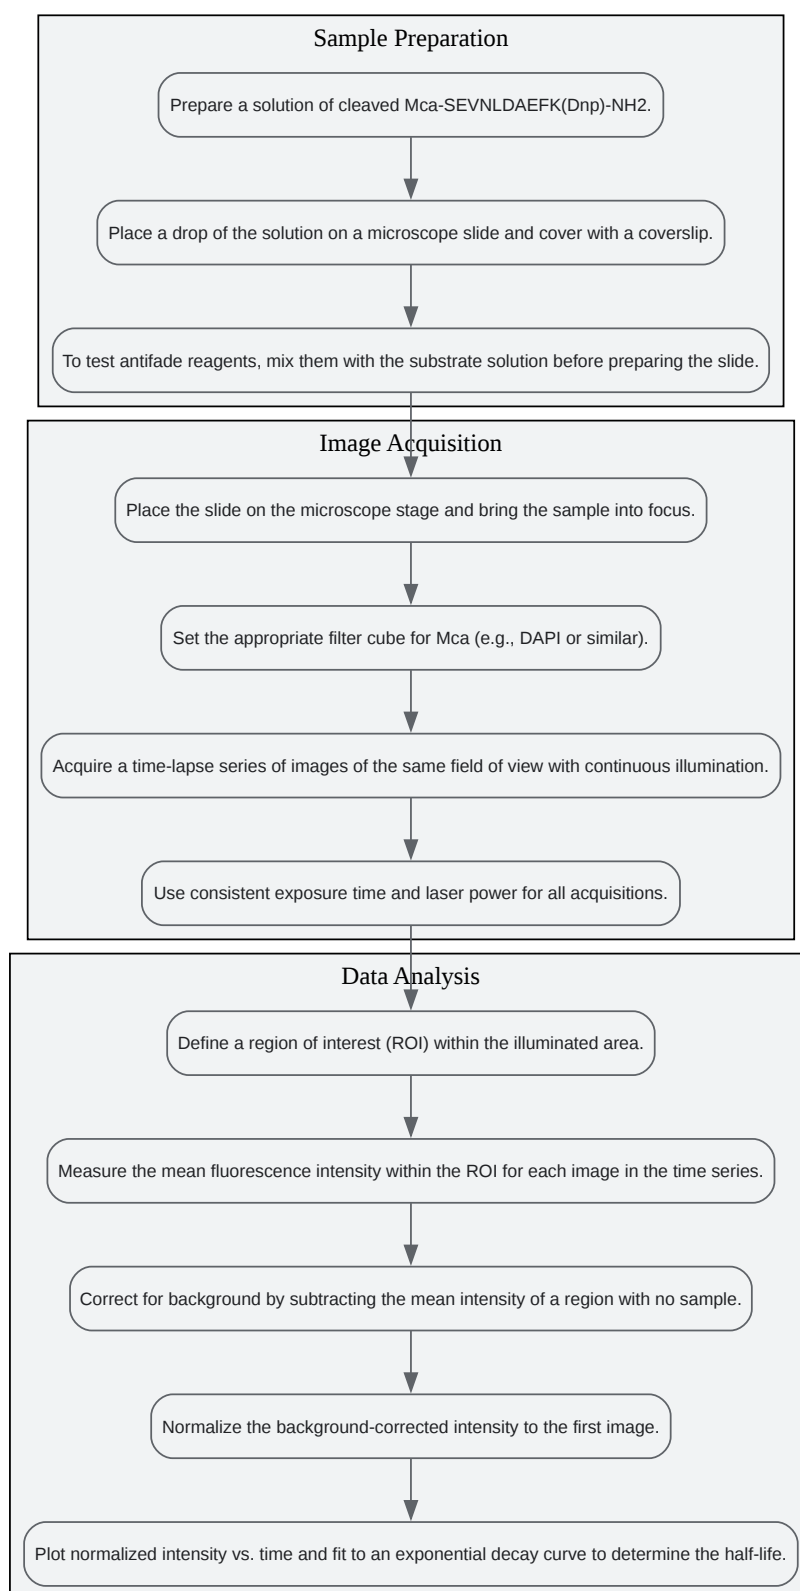 Sample Preparation
Prepare a solution of cleaved Mca-SEVNLDAEFK(Dnp)-NH2.
Place a drop of the solution on a microscope slide and cover with a coverslip.
To test antifade reagents, mix them with the substrate solution before preparing the slide.
Image Acquisition
Place the slide on the microscope stage and bring the sample into focus.
Set the appropriate filter cube for Mca (e.g., DAPI or similar).
Acquire a time-lapse series of images of the same field of view with continuous illumination.
Use consistent exposure time and laser power for all acquisitions.
Data Analysis
Define a region of interest (ROI) within the illuminated area.
Measure the mean fluorescence intensity within the ROI for each image in the time series.
Correct for background by subtracting the mean intensity of a region with no sample.
Normalize the background-corrected intensity to the first image.
Plot normalized intensity vs. time and fit to an exponential decay curve to determine the half-life.